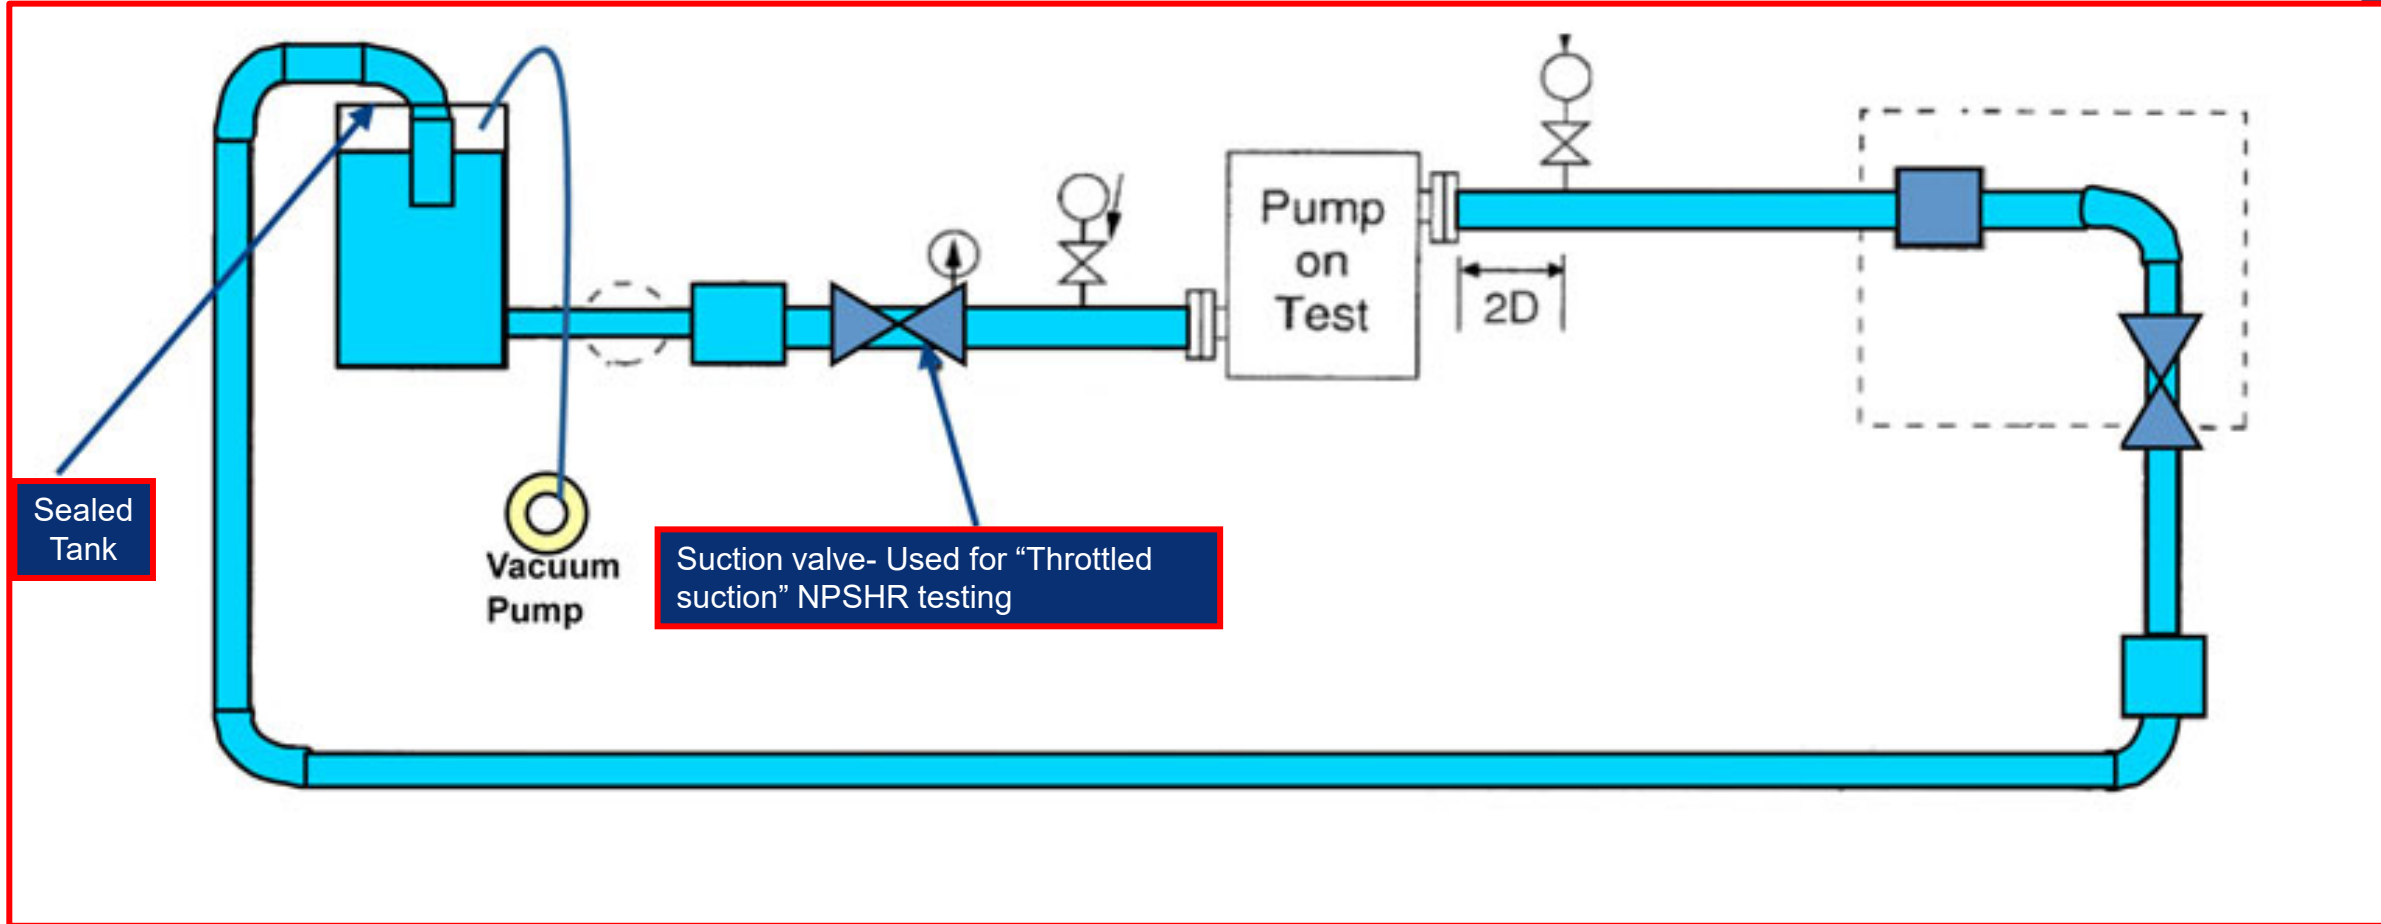 Pump
on
Test
2D
Sealed
Tank
Vacuum
Pump
Suction valve- Used for “Throttled
suction” NPSHR testing